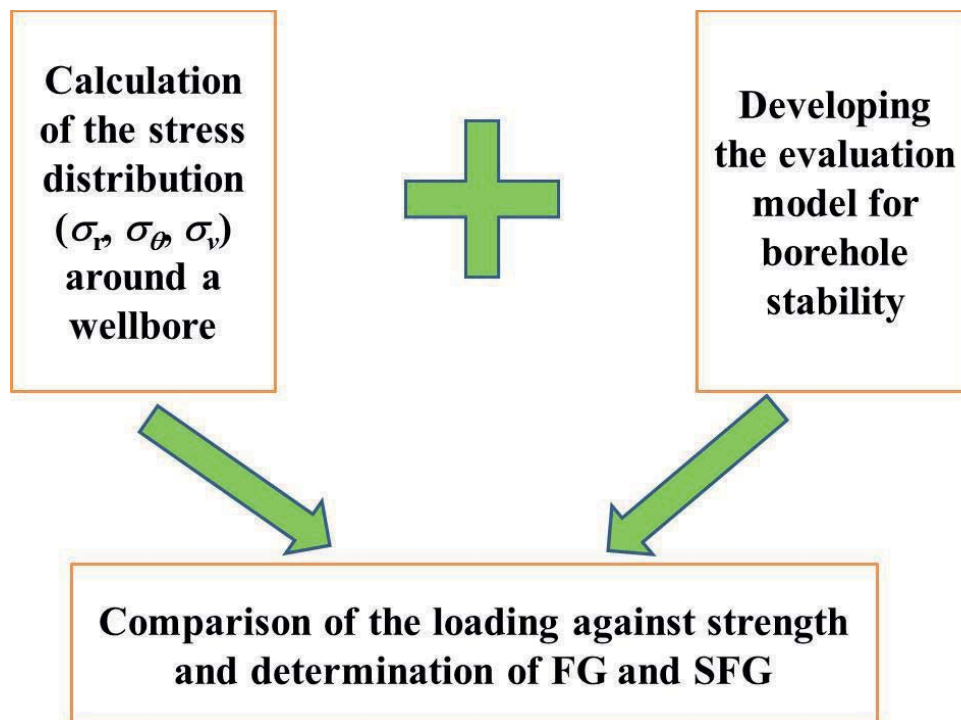 Calculation
of the stress
distribution
(σr, σθ, σv)
around a
wellbore
Developing
the evaluation
model for
borehole
stability
Comparison of the loading against strength
and determination of FG and SFG